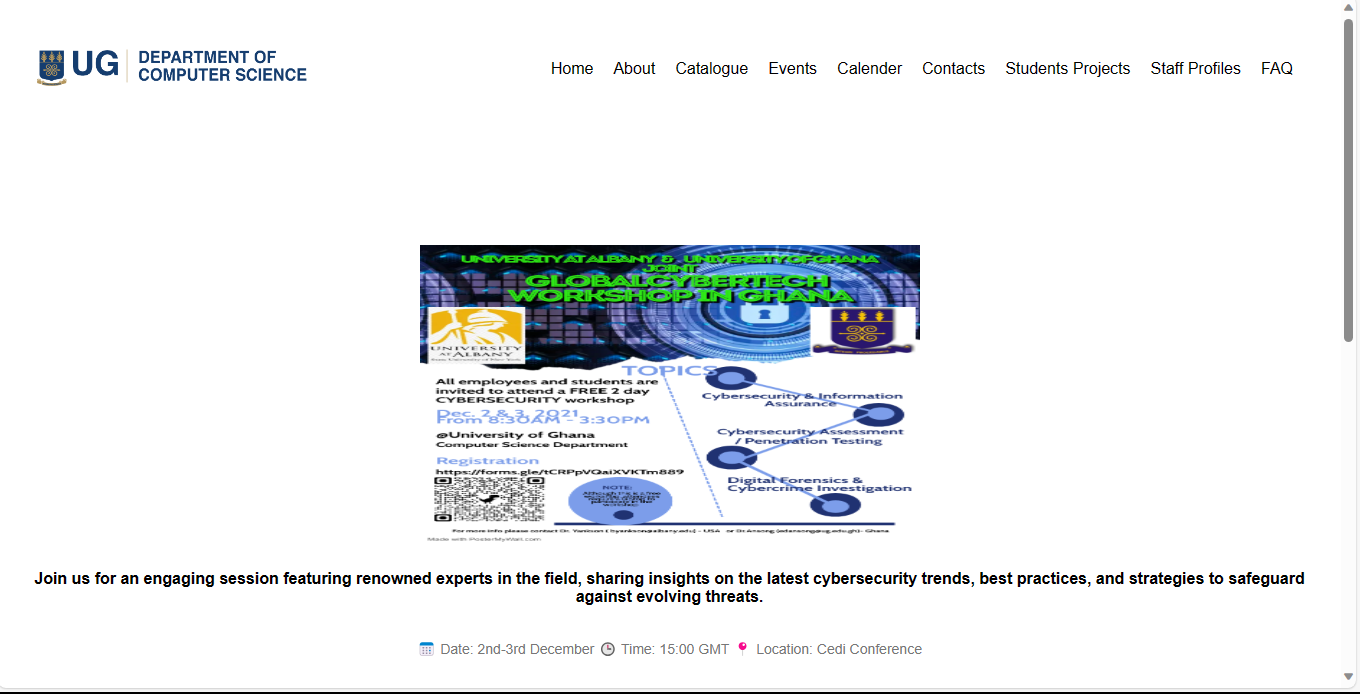 UG
DEPARTMENT OF
COMPUTER SCIENCE
Home About Catalogue Events Calender Contacts Students Projects Staff Profiles FAQ
UNIVERSITY AT ALBANY & UNIVERSITY OF GHANA
JOINT
GLOBALCYBERTECH
WORKSHOP IN GHANA
UNIVERSITY
AT ALBANY
State University of New York
TOPICS
All employees and students are
invited to attend a FREE 2 day
CYBERSECURITY workshop
Dec. 2 & 3, 2021
From 8:30AM - 3:30PM
@University of Ghana
Computer Science Department
Registration
https://forms.gle/tCRPpVQaiXVKTm889
Cybersecurity & Information
Assurance
Cybersecurity Assessment
/ Penetration Testing
Digital Forensics &
Cybercrime Investigation
NOTE:
Although this is a free
workshop
For more info please contact Dr.
- USA or Dr
- Ghana
Made with PosterMyWall.com
Join us for an engaging session featuring renowned experts in the field, sharing insights on the latest cybersecurity trends, best practices, and strategies to safeguard
against evolving threats.
Date: 2nd-3rd December Time: 15:00 GMT Location: Cedi Conference